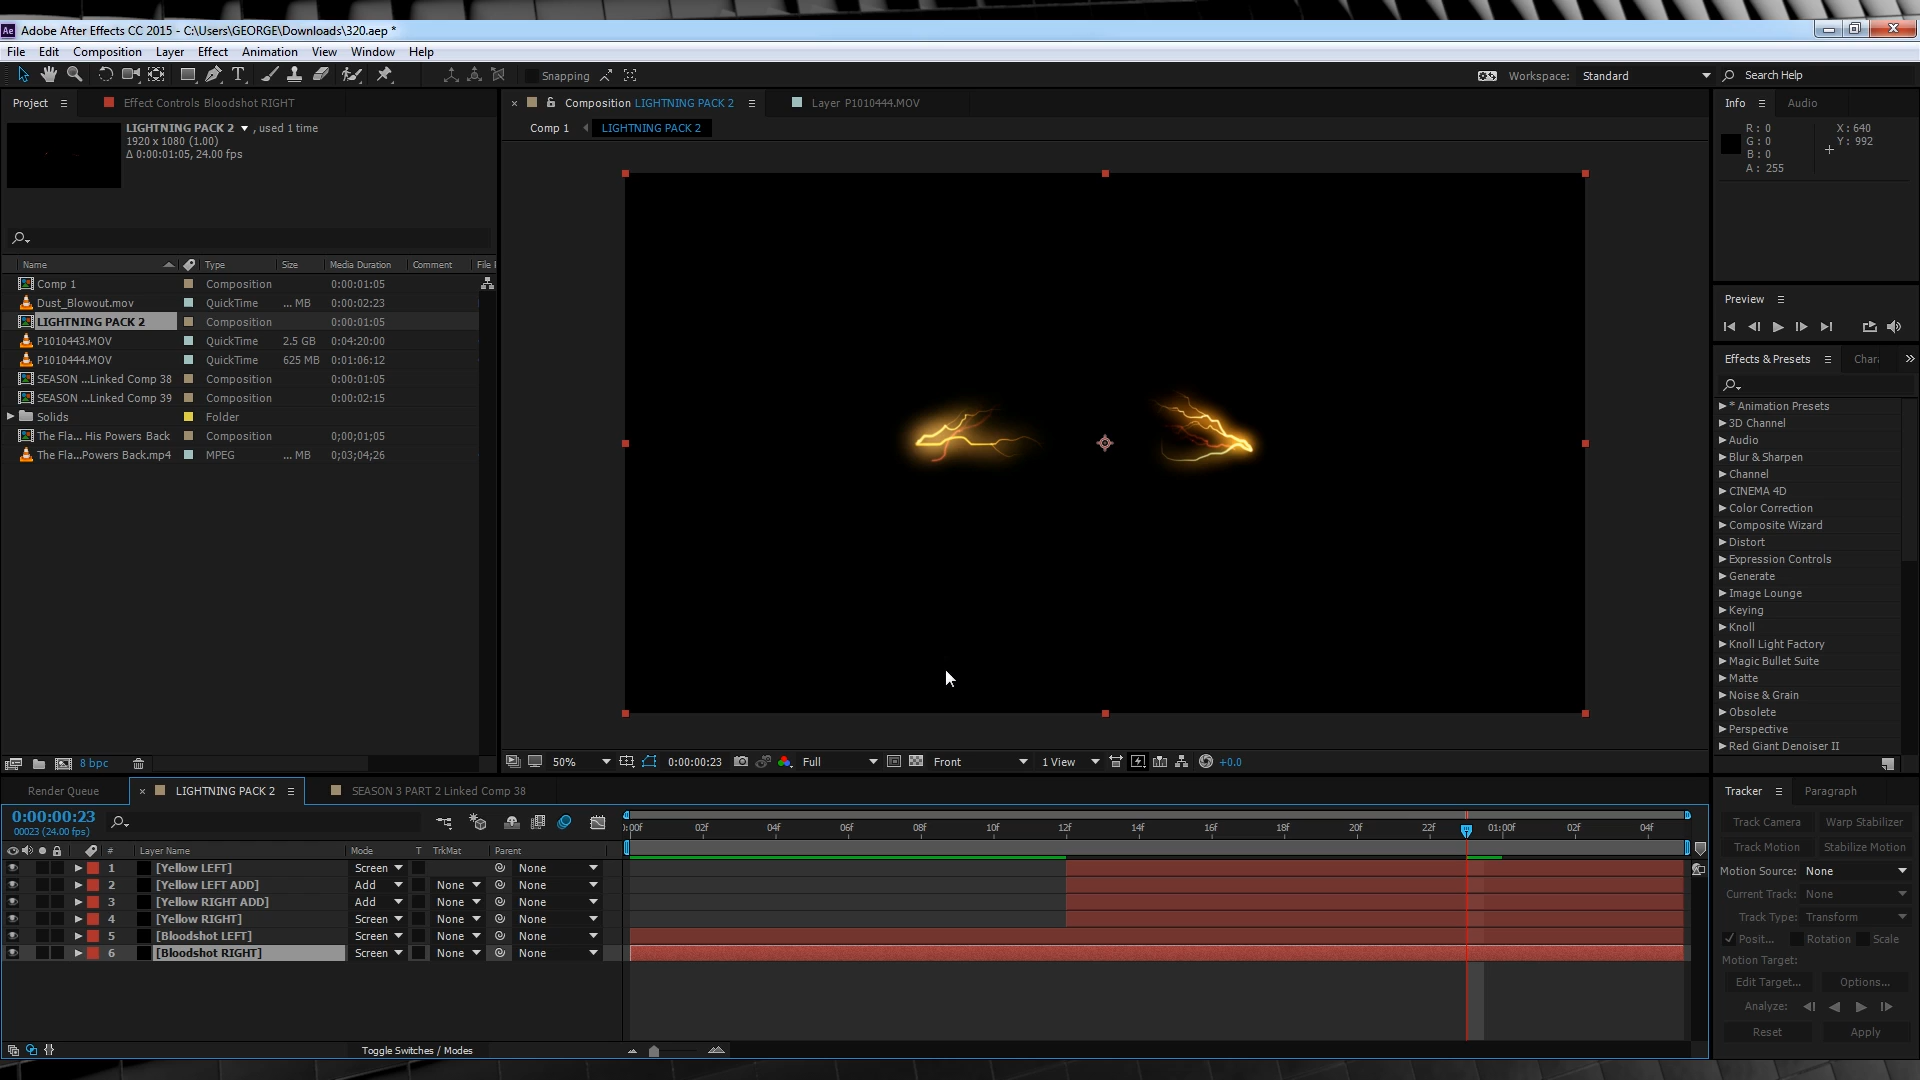 Ae Adobe After Effects CC 2015 - C:\Users\GEORGE\Downloads\320.aep *
File Edit Composition Layer Effect Animation View Window Help
T Snapping Workspace: Standard Search Help
Project Effect Controls Bloodshot RIGHT
LIGHTNING PACK 2 , used 1 time
1920 x 1080 (1.00)
Δ 0:00:01:05, 24.00 fps
Name Type Size Media Duration Comment File
Comp 1 Composition 0:00:01:05
Dust_Blowout.mov QuickTime ... MB 0:00:02:23
LIGHTNING PACK 2 Composition 0:00:01:05
P1010443.MOV QuickTime 2.5 GB 0:04:20:00
P1010444.MOV QuickTime 625 MB 0:01:06:12
SEASON ...Linked Comp 38 Composition 0:00:01:05
SEASON ...Linked Comp 39 Composition 0:00:02:15
Solids Folder
The Fla... His Powers Back Composition 0;00;01;05
The Fla...Powers Back.mp4 MPEG ... MB 0;03;04;26
8 bpc
Composition LIGHTNING PACK 2 Layer P1010444.MOV
Comp 1 LIGHTNING PACK 2
50% 0:00:00:23 Full Front 1 View +0.0
Info Audio
R: 0 X: 640
G: 0 Y: 992
B: 0
A: 255
Preview
Effects & Presets Chara
* Animation Presets
3D Channel
Audio
Blur & Sharpen
Channel
CINEMA 4D
Color Correction
Composite Wizard
Distort
Expression Controls
Generate
Image Lounge
Keying
Knoll
Knoll Light Factory
Magic Bullet Suite
Matte
Noise & Grain
Obsolete
Perspective
Red Giant Denoiser II
Render Queue LIGHTNING PACK 2 SEASON 3 PART 2 Linked Comp 38
0:00:00:23
00023 (24.00 fps)
):00f 02f 04f 06f 08f 10f 12f 14f 16f 18f 20f 22f 01:00f 02f 04f
# Layer Name Mode T TrkMat Parent
1 [Yellow LEFT] Screen None
2 [Yellow LEFT ADD] Add None None
3 [Yellow RIGHT ADD] Add None None
4 [Yellow RIGHT] Screen None None
5 [Bloodshot LEFT] Screen None None
6 [Bloodshot RIGHT] Screen None None
Toggle Switches / Modes
Tracker Paragraph
Track Camera Warp Stabilizer
Track Motion Stabilize Motion
Motion Source: None
Current Track: None
Track Type: Transform
Posit... Rotation Scale
Motion Target:
Edit Target... Options...
Analyze:
Reset Apply